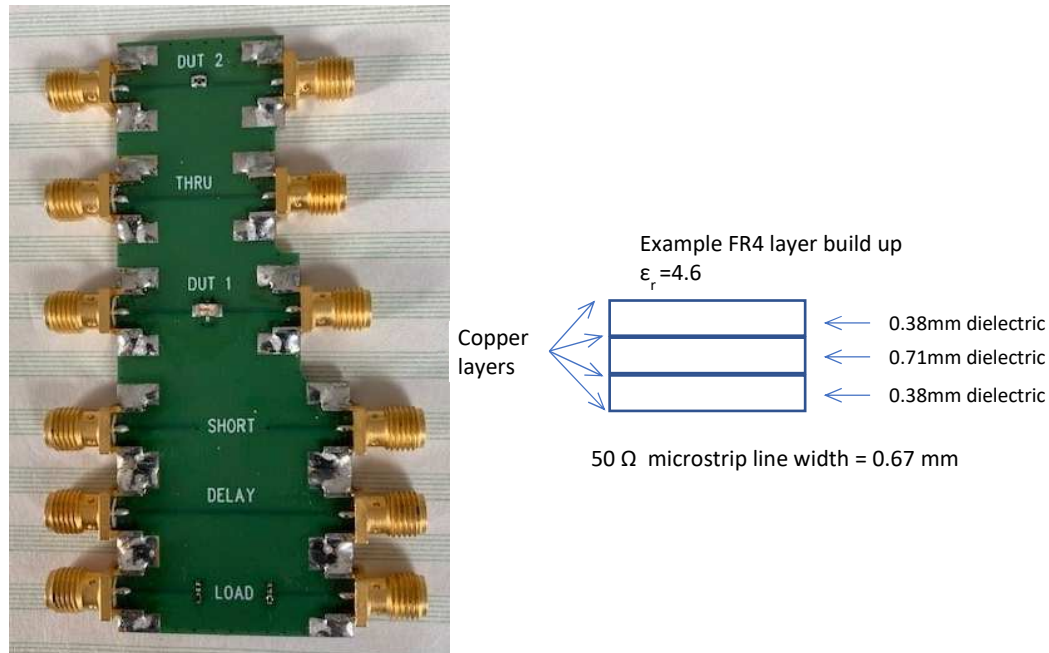 DUT 2
THRU
DUT 1
SHORT
DELAY
LOAD
Example FR4 layer build up
εr =4.6
Copper
layers
0.38mm dielectric
0.71mm dielectric
0.38mm dielectric
50 Ω microstrip line width = 0.67 mm